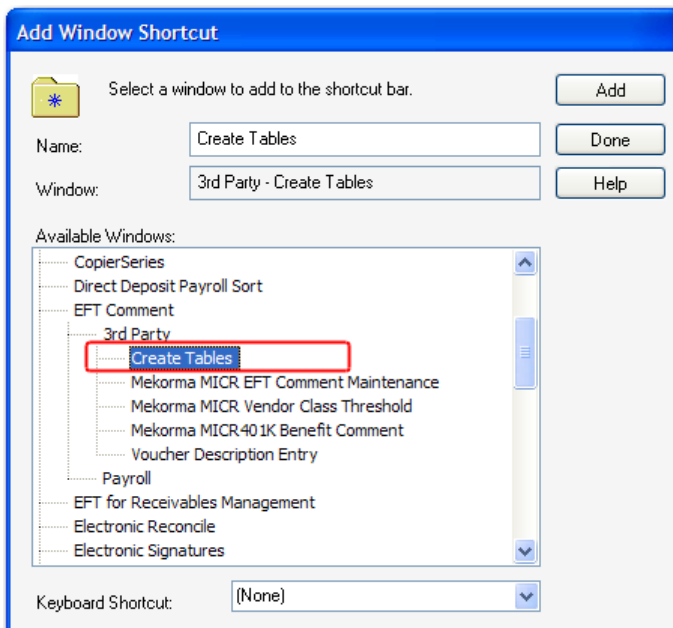 Add Window Shortcut
Select a window to add to the shortcut bar.
Add
Name:
Create Tables
Done
Window:
3rd Party - Create Tables
Help
Available Windows:
CopierSeries
Direct Deposit Payroll Sort
EFT Comment
3rd Party
Create Tables
Mekorma MICR EFT Comment Maintenance
Mekorma MICR Vendor Class Threshold
Mekorma MICR401K Benefit Comment
Voucher Description Entry
Payroll
EFT for Receivables Management
Electronic Reconcile
Electronic Signatures
Keyboard Shortcut:
(None)